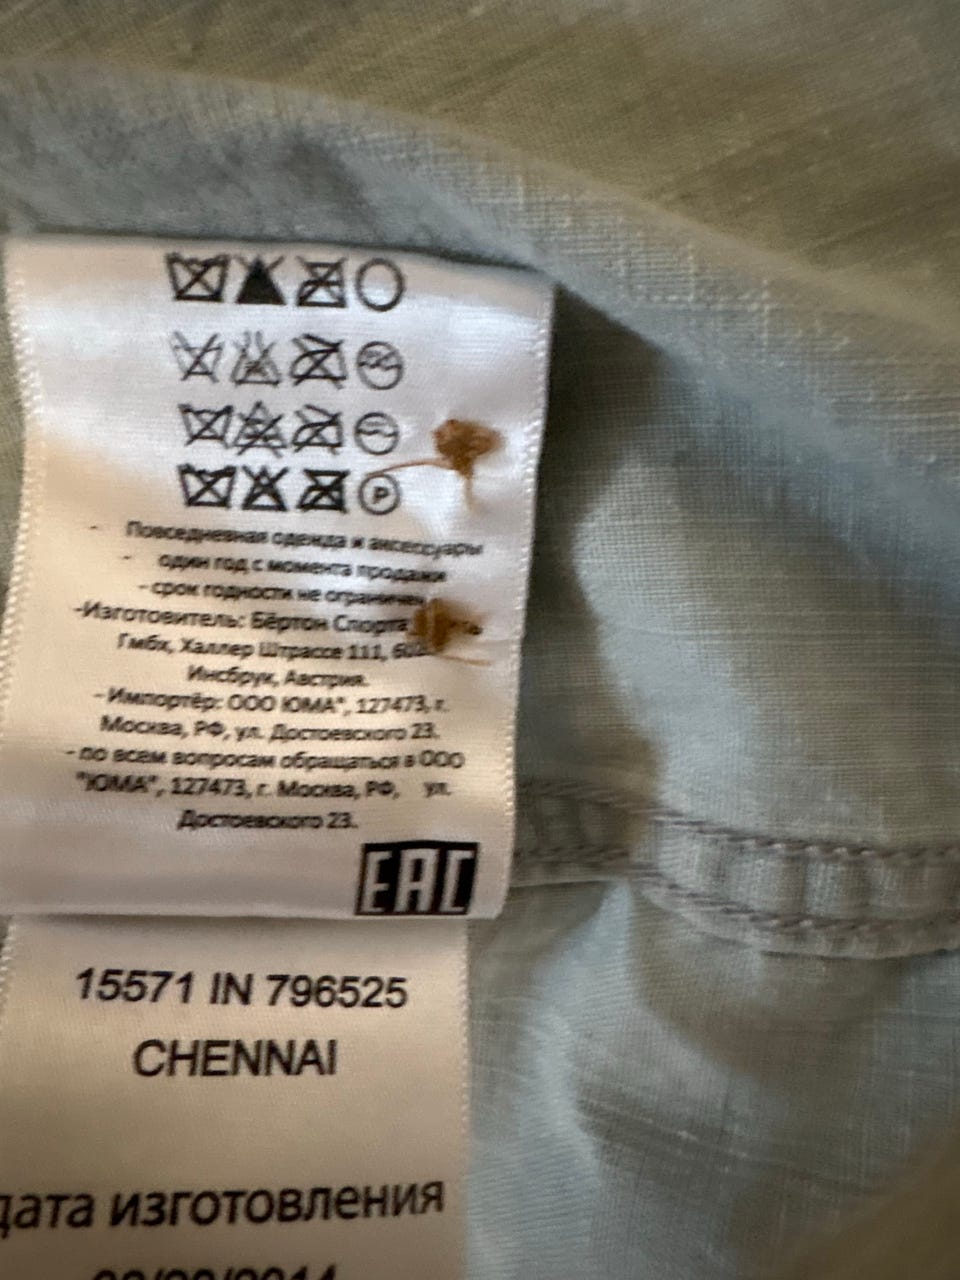 P
- Повседневная одежда и аксессуары
- один год с момента продажи
- срок годности не ограничен
-Изготовитель: Бёртон Спорта
Гмбх, Халлер Штрассе 111,
Инсбрук, Австрия.
- Импортёр: ООО ЮМА", 127473, г.
Москва, РФ, ул. Достоевского 23.
- по всем вопросам обращаться в ООО
"ЮМА", 127473, г. Москва, РФ, ул.
Достоевского 23.
EAC
15571 IN 796525
CHENNAI
дата изготовления